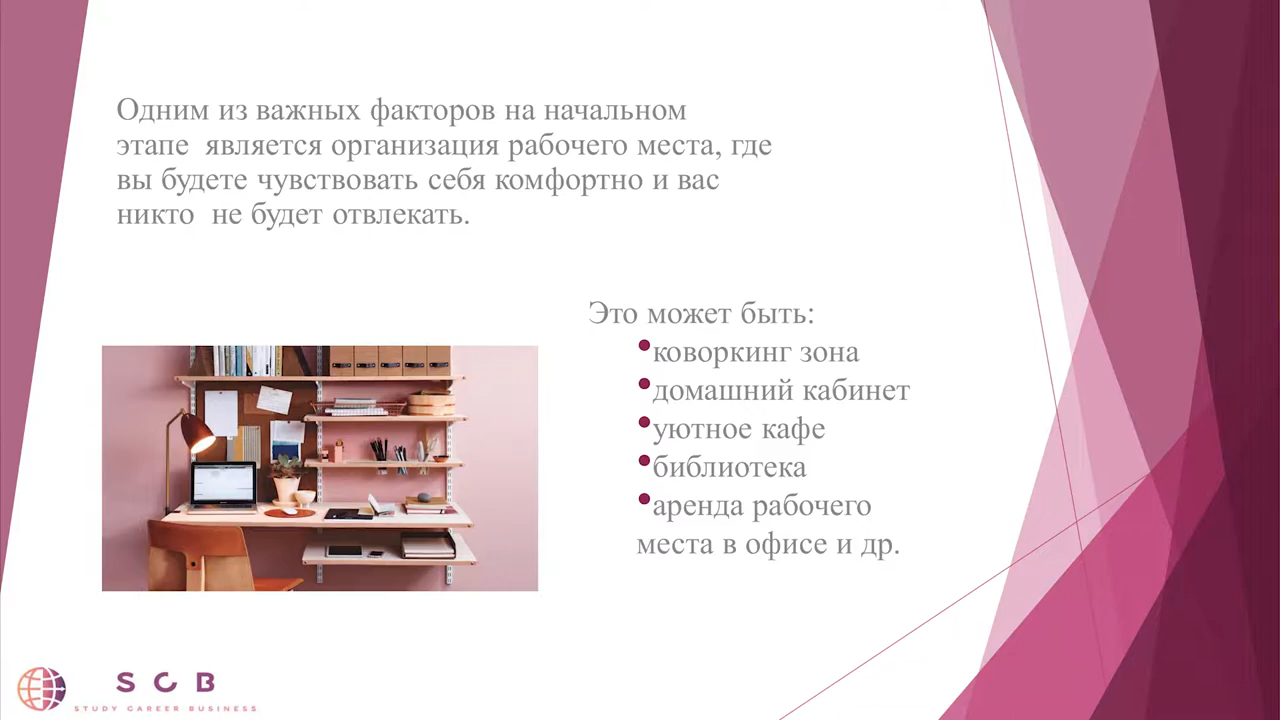 Одним из важных факторов на начальном
этапе является организация рабочего места, где
вы будете чувствовать себя комфортно и вас
никто не будет отвлекать.
Это может быть:
•коворкинг зона
•домашний кабинет
•уютное кафе
•библиотека
•аренда рабочего
места в офисе и др.
SCB
STUDY CAREER BUSINESS